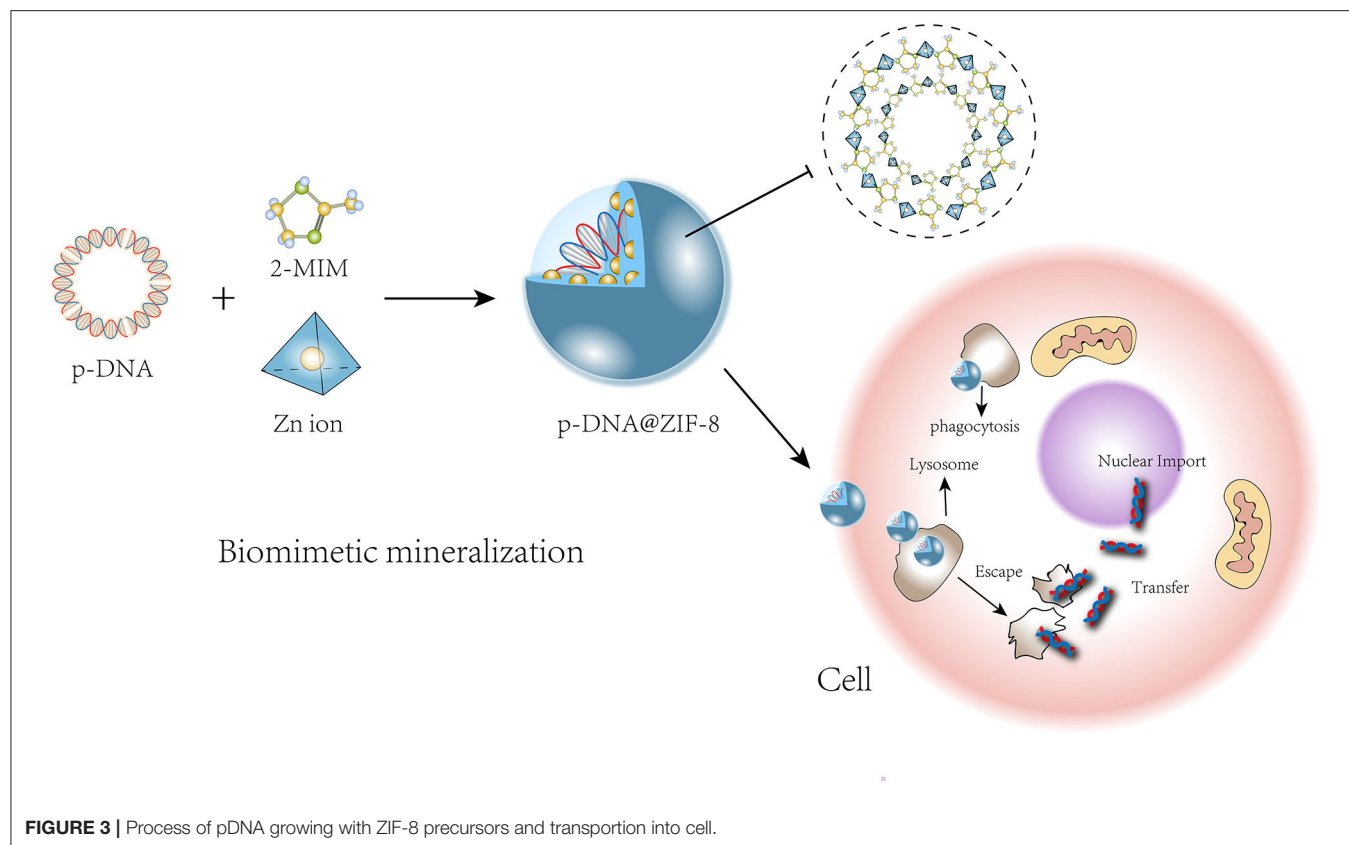 2-MIM
+
p-DNA
Zn ion
p-DNA@ZIF-8
Biomimetic mineralization
phagocytosis
Lysosome
Nuclear Import
Escape
Transfer
Cell
FIGURE 3 | Process of pDNA growing with ZIF-8 precursors and transportion into cell.